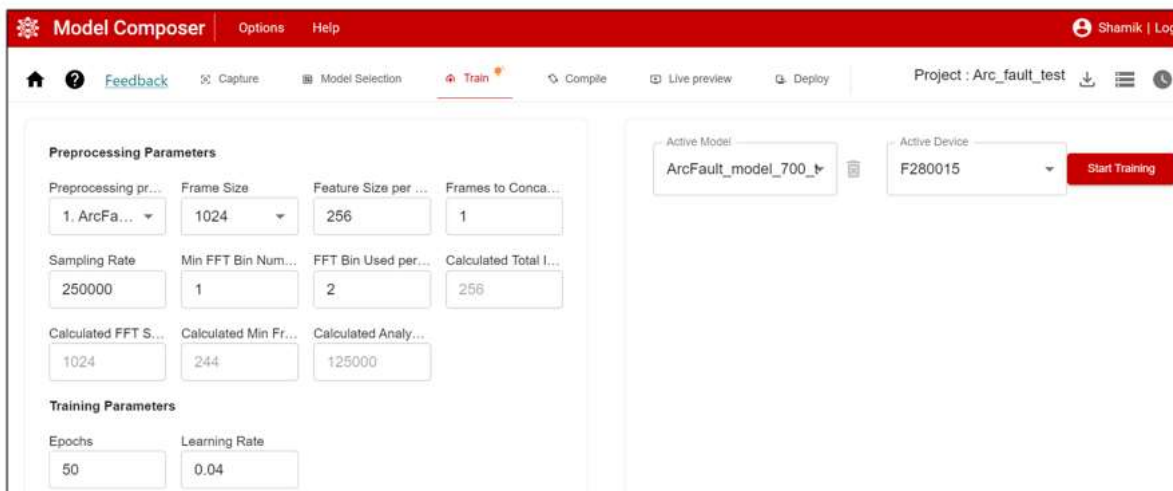 Model Composer Options Help Shamik | Log
Feedback Capture Model Selection Train Compile Live preview Deploy Project : Arc_fault_test
Preprocessing Parameters
Preprocessing pr... Frame Size Feature Size per ... Frames to Conca...
1. ArcFa... 1024 256 1
Sampling Rate Min FFT Bin Num... FFT Bin Used per... Calculated Total I...
250000 1 2 256
Calculated FFT S... Calculated Min Fr... Calculated Analy...
1024 244 125000
Training Parameters
Epochs Learning Rate
50 0.04
Active Model Active Device
ArcFault_model_700_t F280015 Start Training